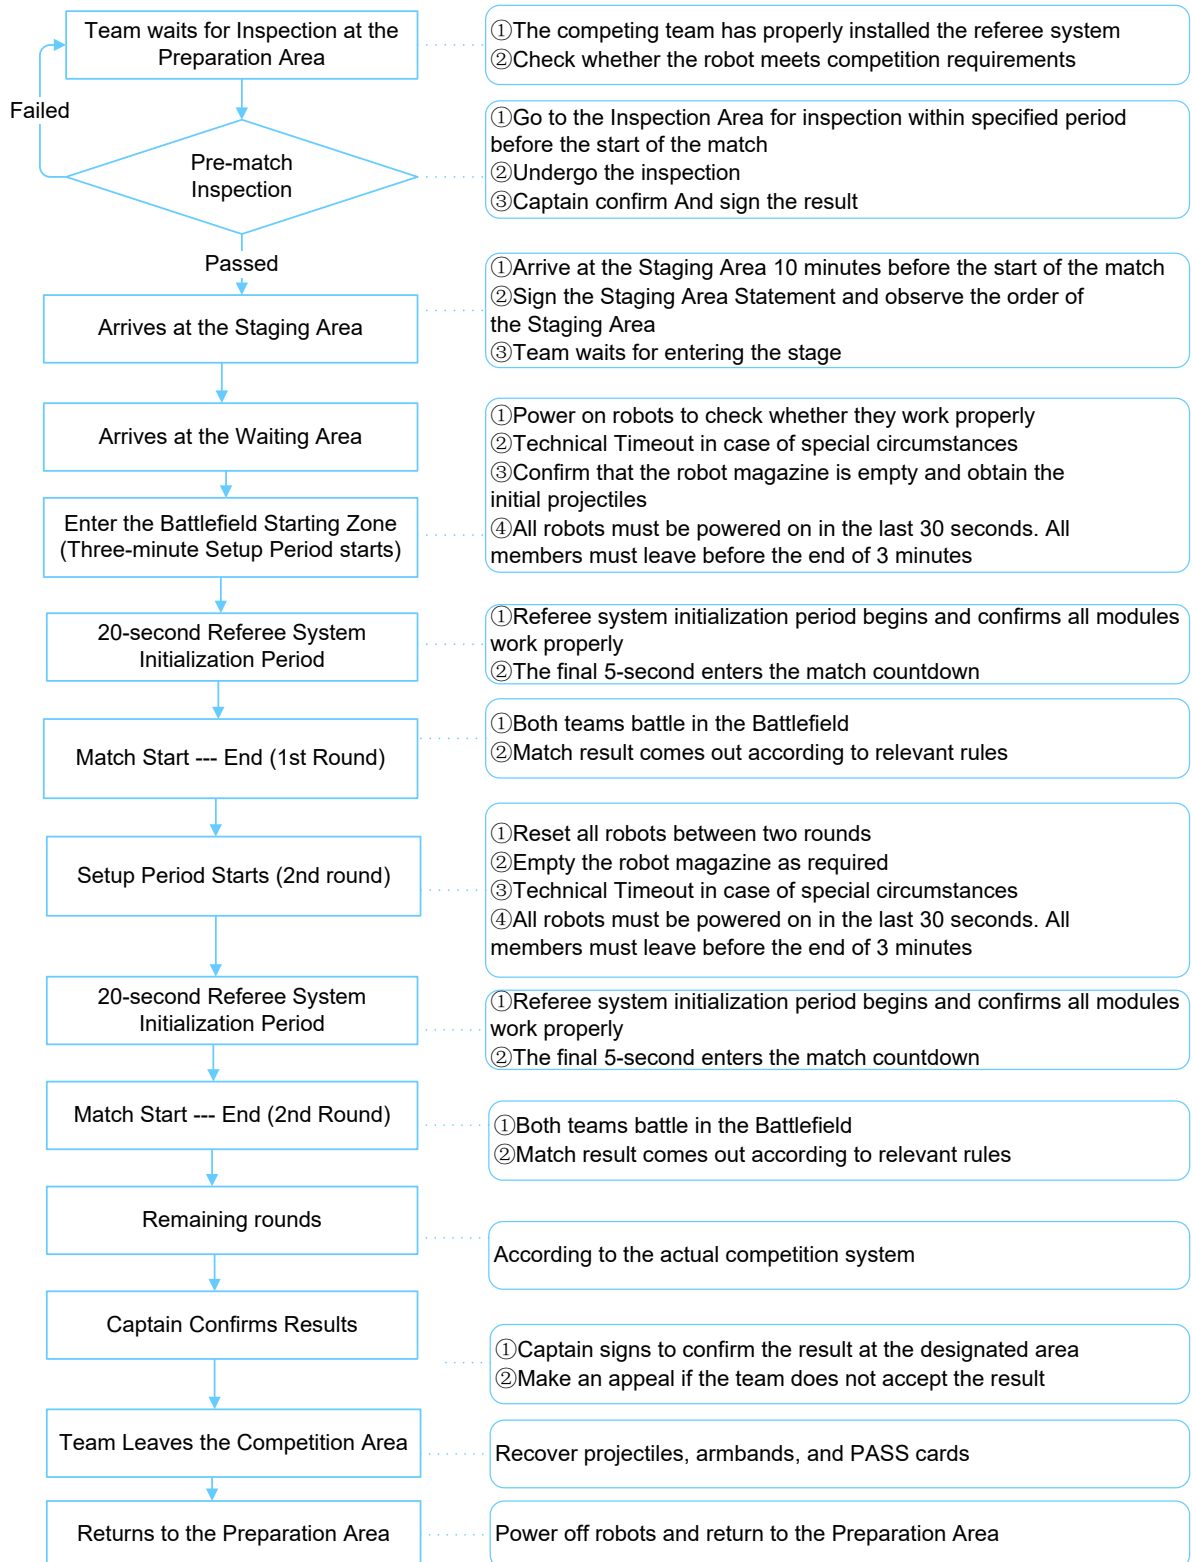 Team waits for Inspection at the
Preparation Area
①The competing team has properly installed the referee system
②Check whether the robot meets competition requirements
Failed
Pre-match
Inspection
①Go to the Inspection Area for inspection within specified period
before the start of the match
②Undergo the inspection
③Captain confirm And sign the result
Passed
Arrives at the Staging Area
①Arrive at the Staging Area 10 minutes before the start of the match
②Sign the Staging Area Statement and observe the order of
the Staging Area
③Team waits for entering the stage
Arrives at the Waiting Area
Enter the Battlefield Starting Zone
(Three-minute Setup Period starts)
①Power on robots to check whether they work properly
②Technical Timeout in case of special circumstances
③Confirm that the robot magazine is empty and obtain the
initial projectiles
④All robots must be powered on in the last 30 seconds. All
members must leave before the end of 3 minutes
20-second Referee System
Initialization Period
①Referee system initialization period begins and confirms all modules
work properly
②The final 5-second enters the match countdown
Match Start --- End (1st Round)
①Both teams battle in the Battlefield
②Match result comes out according to relevant rules
Setup Period Starts (2nd round)
①Reset all robots between two rounds
②Empty the robot magazine as required
③Technical Timeout in case of special circumstances
④All robots must be powered on in the last 30 seconds. All
members must leave before the end of 3 minutes
20-second Referee System
Initialization Period
①Referee system initialization period begins and confirms all modules
work properly
②The final 5-second enters the match countdown
Match Start --- End (2nd Round)
①Both teams battle in the Battlefield
②Match result comes out according to relevant rules
Remaining rounds
According to the actual competition system
Captain Confirms Results
①Captain signs to confirm the result at the designated area
②Make an appeal if the team does not accept the result
Team Leaves the Competition Area
Recover projectiles, armbands, and PASS cards
Returns to the Preparation Area
Power off robots and return to the Preparation Area